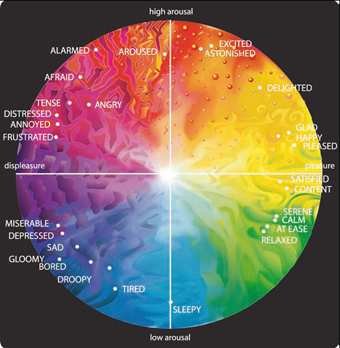 high arousal
ALARMED
AROUSED
EXCITED
ASTONISHED
AFRAID
DELIGHTED
TENSE
ANGRY
DISTRESSED
ANNOYED
FRUSTRATED
GLAD
HAPPY
PLEASED
displeasure
pleasure
SATISFIED
CONTENT
MISERABLE
DEPRESSED
SAD
GLOOMY
BORED
DROOPY
TIRED
SERENE
CALM
AT EASE
RELAXED
SLEEPY
low arousal